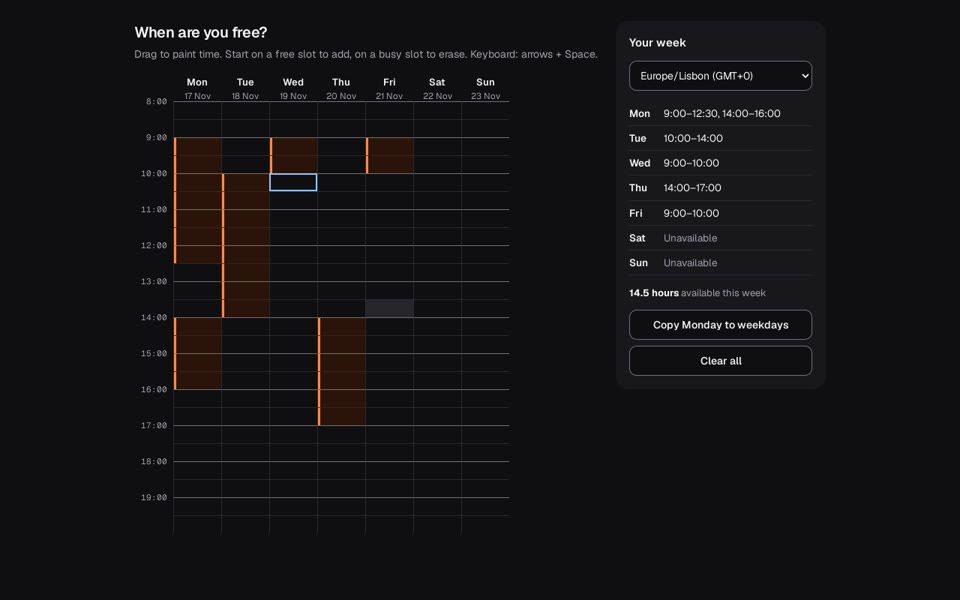 When are you free?
Drag to paint time. Start on a free slot to add, on a busy slot to erase. Keyboard: arrows + Space.
Mon Tue Wed Thu Fri Sat Sun
17 Nov 18 Nov 19 Nov 20 Nov 21 Nov 22 Nov 23 Nov
8:00
9:00
10:00
11:00
12:00
13:00
14:00
15:00
16:00
17:00
18:00
19:00
Your week
Europe/Lisbon (GMT+0)
Mon 9:00–12:30, 14:00–16:00
Tue 10:00–14:00
Wed 9:00–10:00
Thu 14:00–17:00
Fri 9:00–10:00
Sat Unavailable
Sun Unavailable
14.5 hours available this week
Copy Monday to weekdays
Clear all